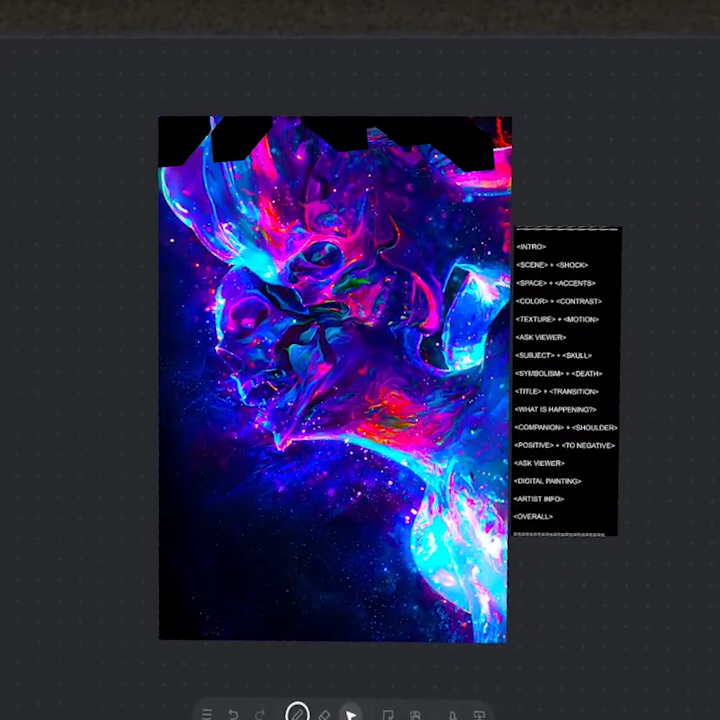 <INTRO>
<SCENE> + <SHOCK>
<SPACE> + <ACCENTS>
<COLOR> + <CONTRAST>
<TEXTURE> + <MOTION>
<ASK VIEWER>
<SUBJECT> + <SKULL>
<SYMBOLISM> + <DEATH>
<TITLE> + <TRANSITION>
<WHAT IS HAPPENING?>
<COMPANION> + <SHOULDER>
<POSITIVE> + <TO NEGATIVE>
<ASK VIEWER>
<DIGITAL PAINTING>
<ARTIST INFO>
<OVERALL>